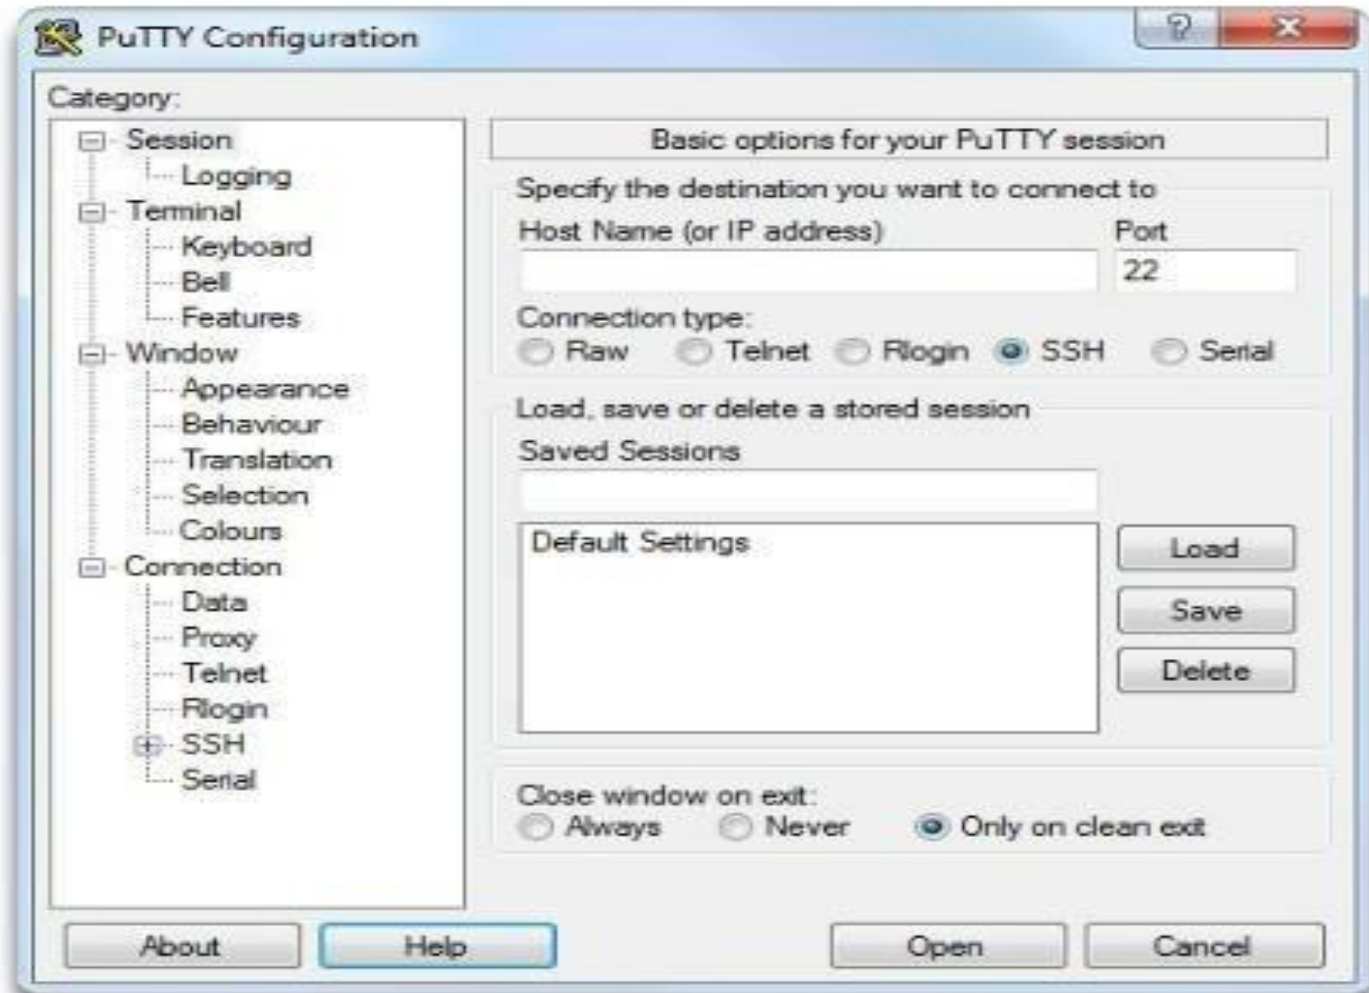 PuTTY Configuration
?
Category:
Session
Logging
Terminal
Keyboard
Bell
Features
Window
Appearance
Behaviour
Translation
Selection
Colours
Connection
Data
Proxy
Telnet
Rlogin
SSH
Serial
Basic options for your PuTTY session
Specify the destination you want to connect to
Host Name (or IP address) Port
22
Connection type:
Raw Telnet Rlogin SSH Serial
Load, save or delete a stored session
Saved Sessions
Default Settings
Load
Save
Delete
Close window on exit:
Always Never Only on clean exit
About Help Open Cancel